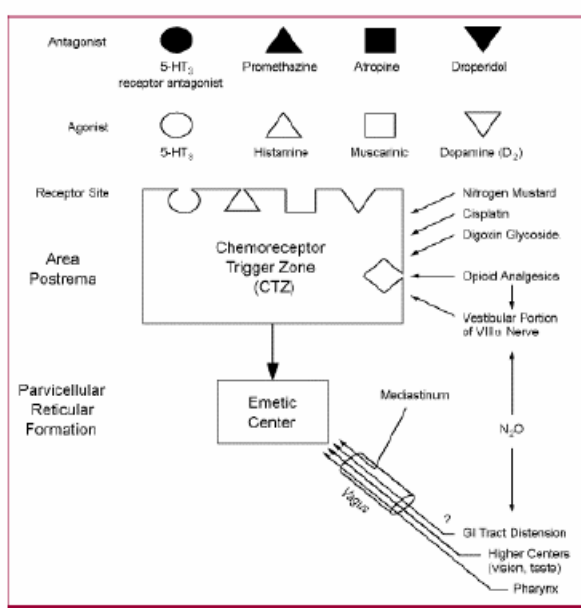 Antagonist
5-HT3
receptor antagonist
Promethazine
Atropine
Droperidol
Agonist
5-HT3
Histamine
Muscarinic
Dopamine (D2)
Receptor Site
Area
Postrema
Chemoreceptor
Trigger Zone
(CTZ)
Nitrogen Mustard
Cisplatin
Digoxin Glycoside
Opioid Analgesics
Vestibular Portion
of VIII Nerve
Parvicellular
Reticular
Formation
Emetic
Center
Mediastinum
N2O
Vagus
?
GI Tract Distension
Higher Centers
(vision, taste)
Pharynx